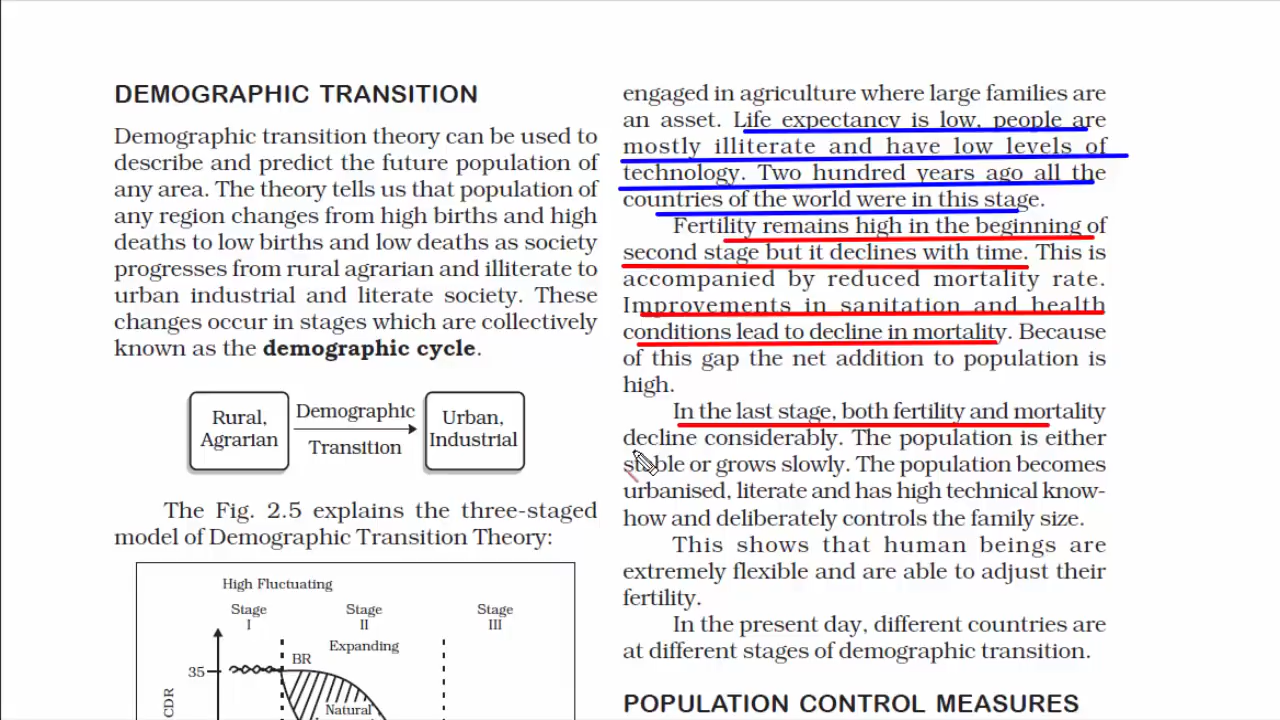 DEMOGRAPHIC TRANSITION
Demographic transition theory can be used to
describe and predict the future population of
any area. The theory tells us that population of
any region changes from high births and high
deaths to low births and low deaths as society
progresses from rural agrarian and illiterate to
urban industrial and literate society. These
changes occur in stages which are collectively
known as the demographic cycle.
Rural,
Agrarian
Demographic
Transition
Urban,
Industrial
The Fig. 2.5 explains the three-staged
model of Demographic Transition Theory:
High Fluctuating
Stage
I
Stage
II
Stage
III
Expanding
BR
35
CDR
Natural
engaged in agriculture where large families are
an asset. Life expectancy is low, people are
mostly illiterate and have low levels of
technology. Two hundred years ago all the
countries of the world were in this stage.
Fertility remains high in the beginning of
second stage but it declines with time. This is
accompanied by reduced mortality rate.
Improvements in sanitation and health
conditions lead to decline in mortality. Because
of this gap the net addition to population is
high.
In the last stage, both fertility and mortality
decline considerably. The population is either
stable or grows slowly. The population becomes
urbanised, literate and has high technical know-
how and deliberately controls the family size.
This shows that human beings are
extremely flexible and are able to adjust their
fertility.
In the present day, different countries are
at different stages of demographic transition.
POPULATION CONTROL MEASURES